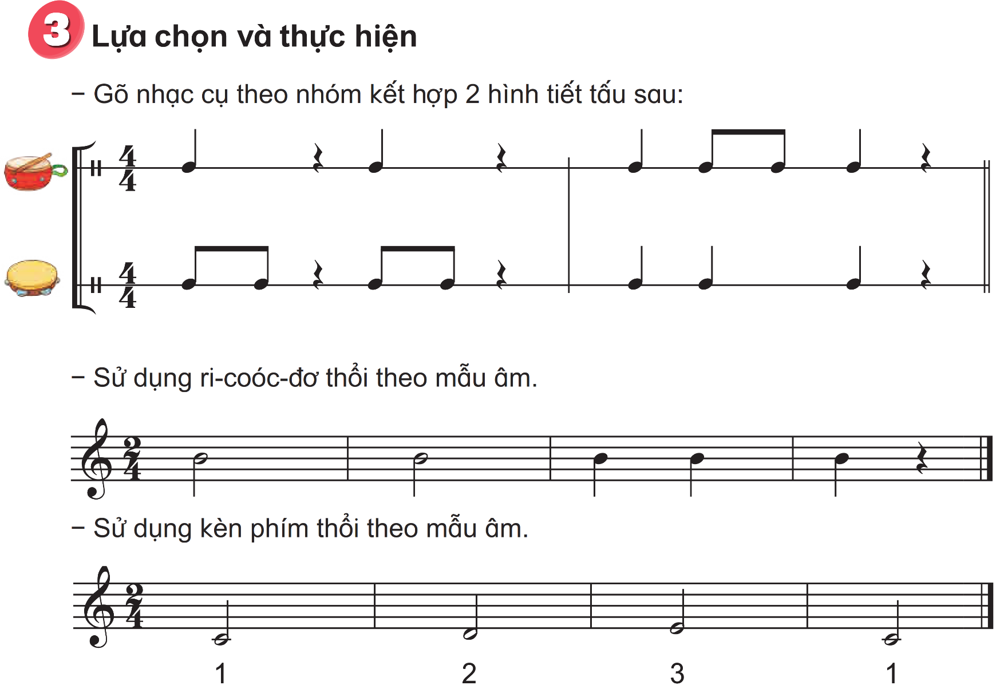 3 Lựa chọn và thực hiện
– Gõ nhạc cụ theo nhóm kết hợp 2 hình tiết tấu sau:
4
4
4
4
– Sử dụng ri-coóc-đơ thổi theo mẫu âm.
2
4
– Sử dụng kèn phím thổi theo mẫu âm.
2
4
1 2 3 1